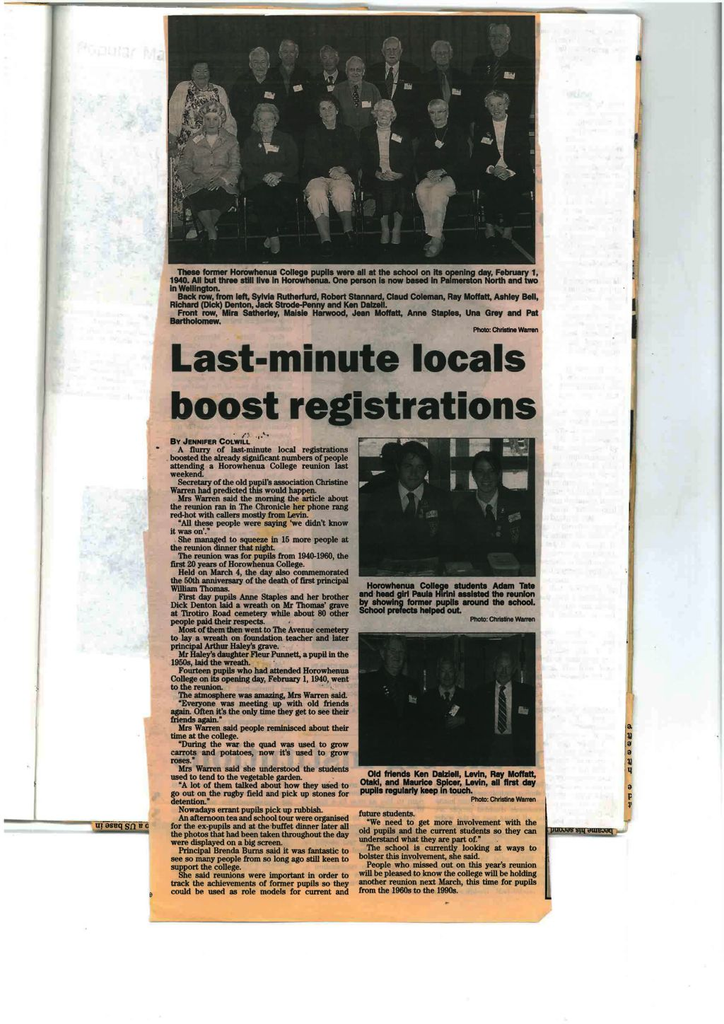 These former Horowhenua College pupils were all at the school on its opening day, February 1,
1940. All but three still live in Horowhenua. One person is now based in Palmerston North and two
in Wellington.
Back row, from left, Sylvia Rutherfurd, Robert Stannard, Claud Coleman, Ray Moffatt, Ashley Bell,
Richard (Dick) Denton, Jack Strode-Penny and Ken Dalzell.
Front row, Mira Satherley, Maisie Harwood, Jean Moffatt, Anne Staples, Una Grey and Pat
Bartholomew.
Photo: Christine Warren
Last-minute locals
boost registrations
BY JENNIFER COLWILL
A flurry of last-minute local registrations
boosted the already significant numbers of people
attending a Horowhenua College reunion last
weekend.
Secretary of the old pupil's association Christine
Warren had predicted this would happen.
Mrs Warren said the morning the article about
the reunion ran in The Chronicle her phone rang
red-hot with callers mostly from Levin.
"All these people were saying 'we didn't know
it was on'."
She managed to squeeze in 15 more people at
the reunion dinner that night.
The reunion was for pupils from 1940-1960, the
first 20 years of Horowhenua College.
Held on March 4, the day also commemorated
the 50th anniversary of the death of first principal
William Thomas.
First day pupils Anne Staples and her brother
Dick Denton laid a wreath on Mr Thomas' grave
at Tirotiro Road cemetery while about 80 other
people paid their respects.
Most of them then went to The Avenue cemetery
to lay a wreath on foundation teacher and later
principal Arthur Haley's grave.
Mr Haley's daughter Fleur Punnett, a pupil in the
1950s, laid the wreath.
Fourteen pupils who had attended Horowhenua
College on its opening day, February 1, 1940, went
to the reunion.
The atmosphere was amazing, Mrs Warren said.
"Everyone was meeting up with old friends
again. Often it's the only time they get to see their
friends again."
Mrs Warren said people reminisced about their
time at the college.
"During the war the quad was used to grow
carrots and potatoes, now it's used to grow
roses."
Mrs Warren said she understood the students
used to tend to the vegetable garden.
"A lot of them talked about how they used to
go out on the rugby field and pick up stones for
detention."
Nowadays errant pupils pick up rubbish.
An afternoon tea and school tour were organised
for the ex-pupils and at the buffet dinner later all
the photos that had been taken throughout the day
were displayed on a big screen.
Principal Brenda Burns said it was fantastic to
see so many people from so long ago still keen to
support the college.
She said reunions were important in order to
track the achievements of former pupils so they
could be used as role models for current and
Horowhenua College students Adam Tate
and head girl Paula Hirini assisted the reunion
by showing former pupils around the school.
School prefects helped out.
Photo: Christine Warren
Old friends Ken Dalziell, Levin, Ray Moffatt,
Otaki, and Maurice Spicer, Levin, all first day
pupils regularly keep in touch.
Photo: Christine Warren
future students.
"We need to get more involvement with the
old pupils and the current students so they can
understand what they are part of."
The school is currently looking at ways to
bolster this involvement, she said.
People who missed out on this year's reunion
will be pleased to know the college will be holding
another reunion next March, this time for pupils
from the 1960s to the 1990s.
to a US base in
became his second